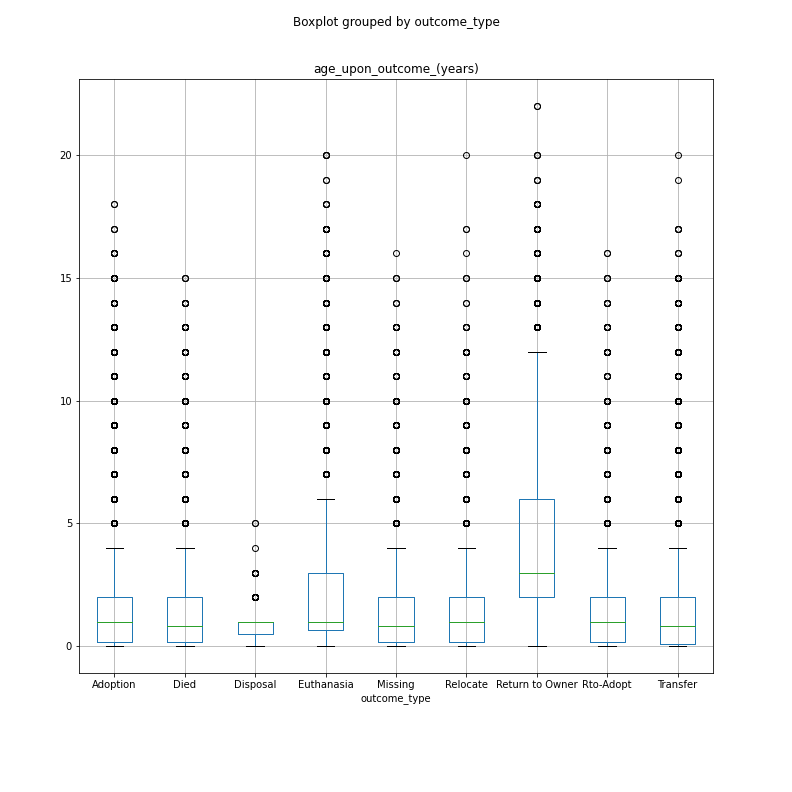 Boxplot grouped by outcome_type
age_upon_outcome_(years)
20
15
10
5
0
Adoption Died Disposal Euthanasia Missing Relocate Return to Owner Rto-Adopt Transfer
outcome_type